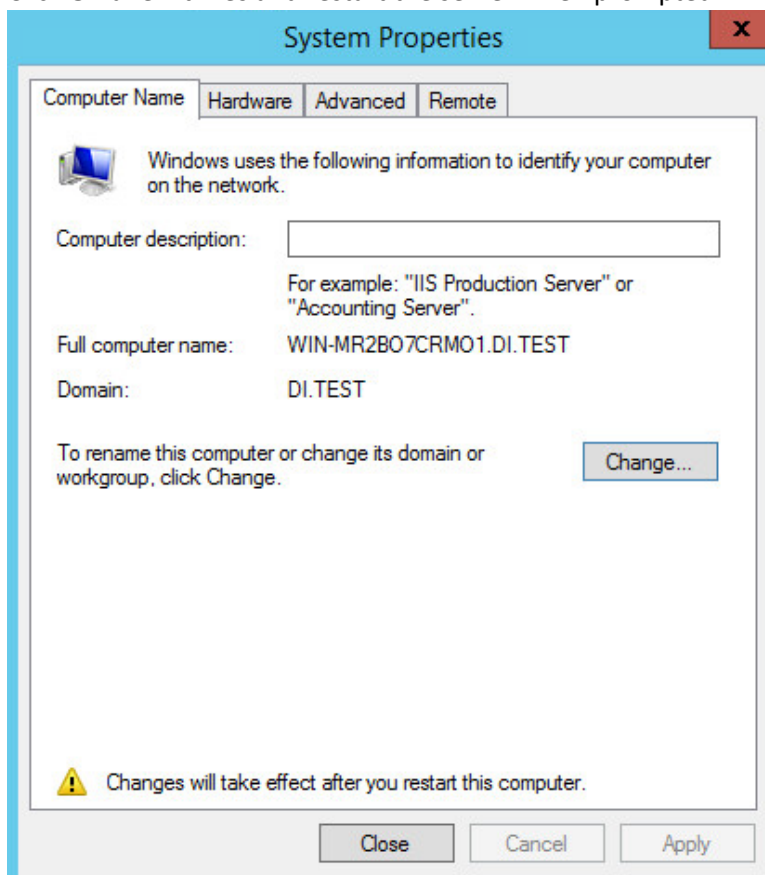 System Properties
x
Computer Name Hardware Advanced Remote
Windows uses the following information to identify your computer
on the network.
Computer description:
For example: "IIS Production Server" or
"Accounting Server".
Full computer name: WIN-MR2BO7CRMO1.DI.TEST
Domain: DI.TEST
To rename this computer or change its domain or
workgroup, click Change.
Change...
Changes will take effect after you restart this computer.
Close Cancel Apply